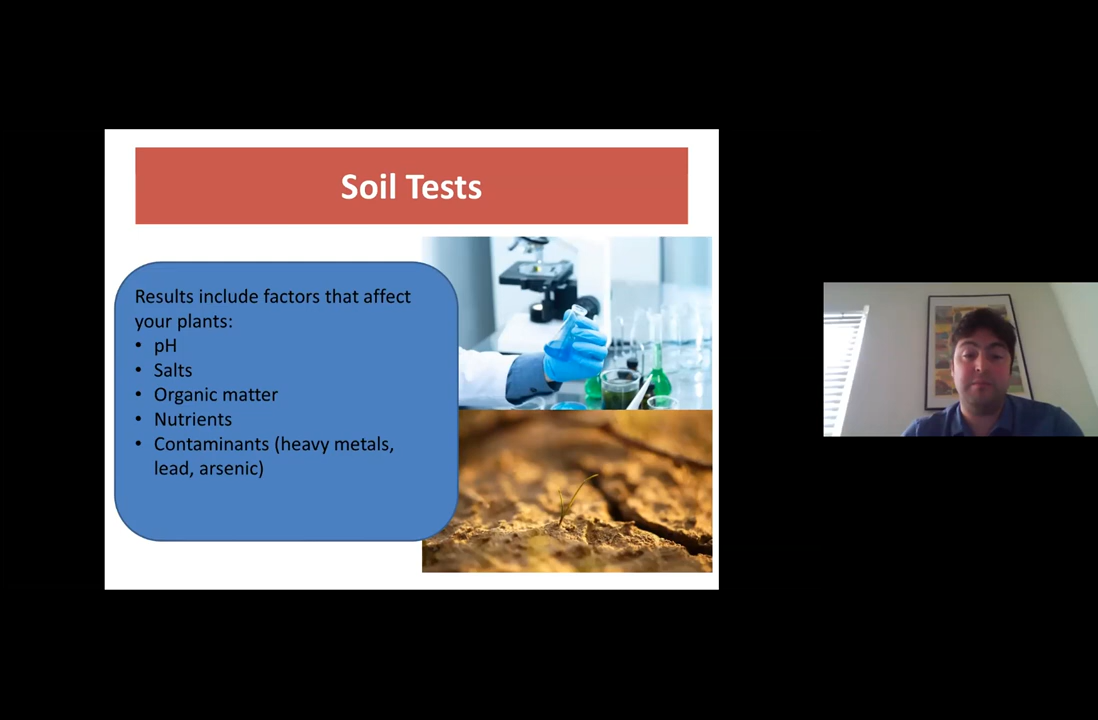 Soil Tests
Results include factors that affect
your plants:
• pH
• Salts
• Organic matter
• Nutrients
• Contaminants (heavy metals,
lead, arsenic)